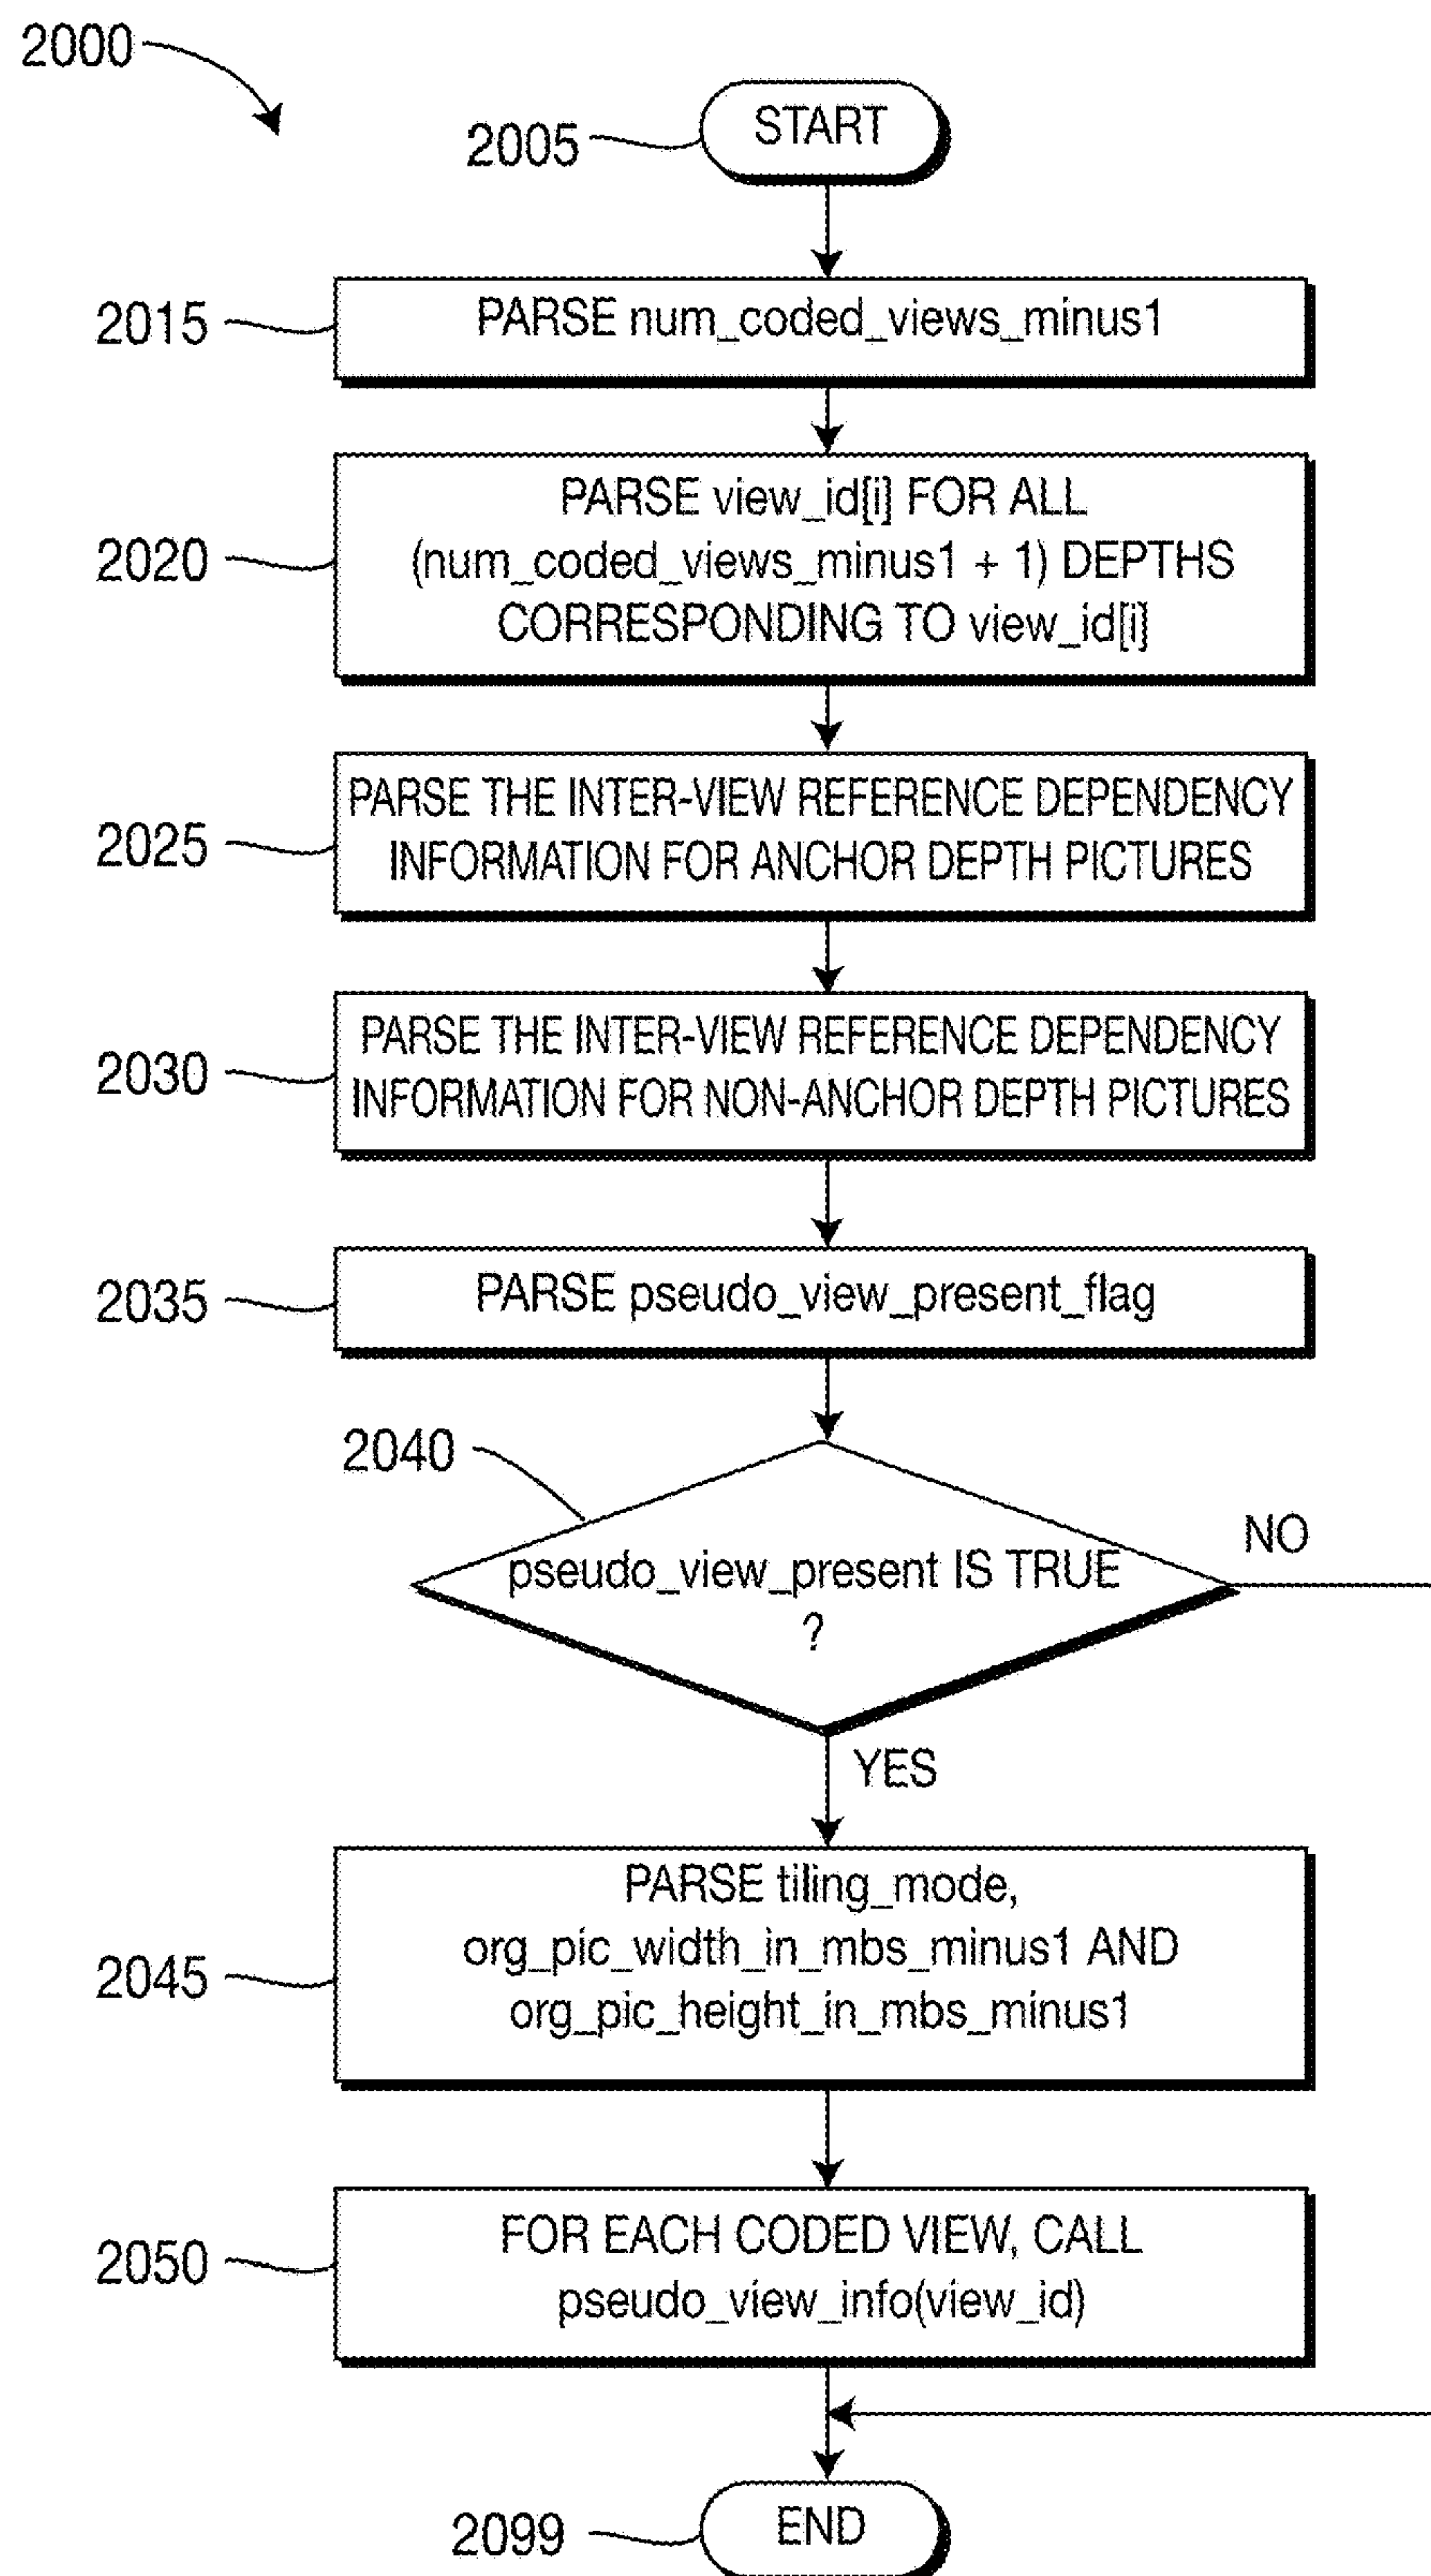 2000
START
2005
PARSE num_coded_views_minus1
2015
PARSE view_id[i] FOR ALL
(num_coded_views_minus1 + 1) DEPTHS
CORRESPONDING TO view_id[i]
2020
PARSE THE INTER-VIEW REFERENCE DEPENDENCY
INFORMATION FOR ANCHOR DEPTH PICTURES
2025
PARSE THE INTER-VIEW REFERENCE DEPENDENCY
INFORMATION FOR NON-ANCHOR DEPTH PICTURES
2030
PARSE pseudo_view_present_flag
2035
2040
pseudo_view_present IS TRUE
?
NO
YES
PARSE tiling_mode,
org_pic_width_in_mbs_minus1 AND
org_pic_height_in_mbs_minus1
2045
FOR EACH CODED VIEW, CALL
pseudo_view_info(view_id)
2050
END
2099